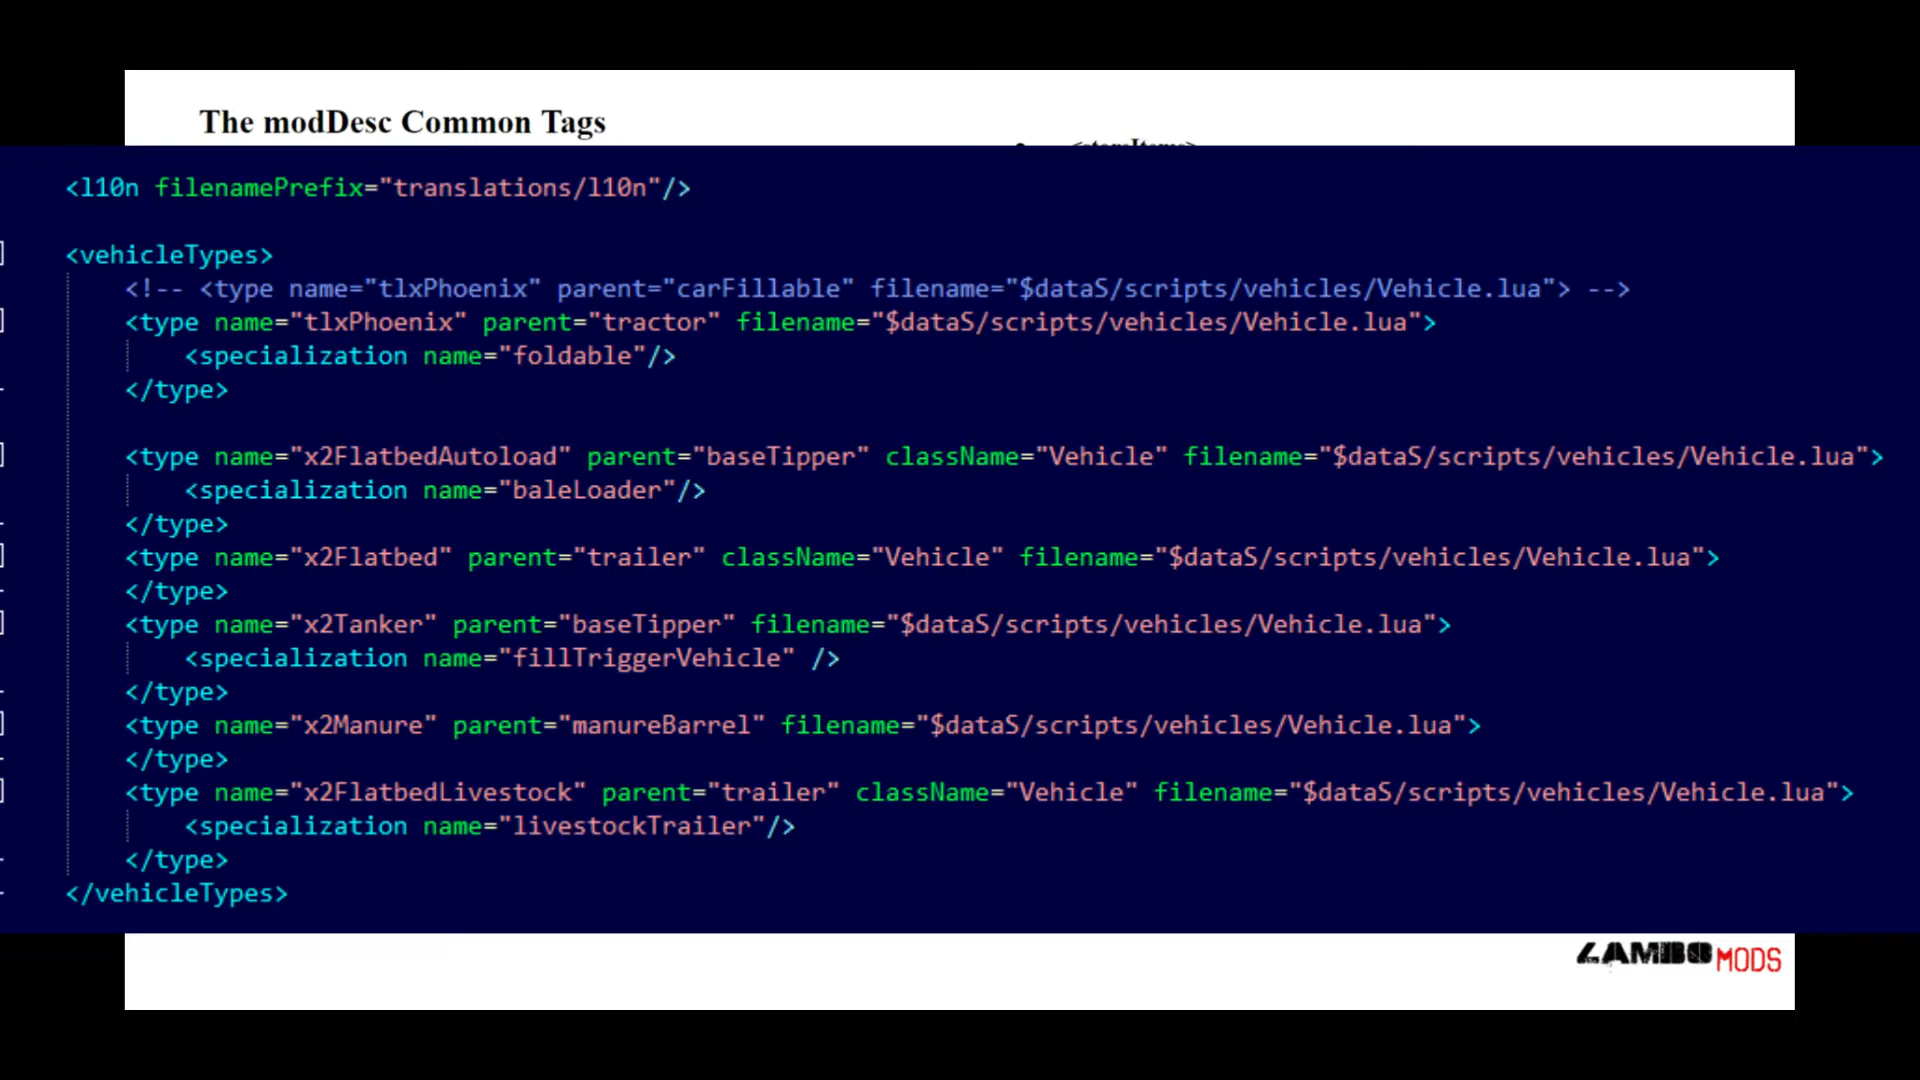 The modDesc Common Tags
<storeItems>
<l10n filenamePrefix="translations/l10n"/>
<vehicleTypes>
<!-- <type name="tlxPhoenix" parent="carFillable" filename="$dataS/scripts/vehicles/Vehicle.lua"> -->
<type name="tlxPhoenix" parent="tractor" filename="$dataS/scripts/vehicles/Vehicle.lua">
<specialization name="foldable"/>
</type>
<type name="x2FlatbedAutoload" parent="baseTipper" className="Vehicle" filename="$dataS/scripts/vehicles/Vehicle.lua">
<specialization name="baleLoader"/>
</type>
<type name="x2Flatbed" parent="trailer" className="Vehicle" filename="$dataS/scripts/vehicles/Vehicle.lua">
</type>
<type name="x2Tanker" parent="baseTipper" filename="$dataS/scripts/vehicles/Vehicle.lua">
<specialization name="fillTriggerVehicle" />
</type>
<type name="x2Manure" parent="manureBarrel" filename="$dataS/scripts/vehicles/Vehicle.lua">
</type>
<type name="x2FlatbedLivestock" parent="trailer" className="Vehicle" filename="$dataS/scripts/vehicles/Vehicle.lua">
<specialization name="livestockTrailer"/>
</type>
</vehicleTypes>
LAMBO MODS